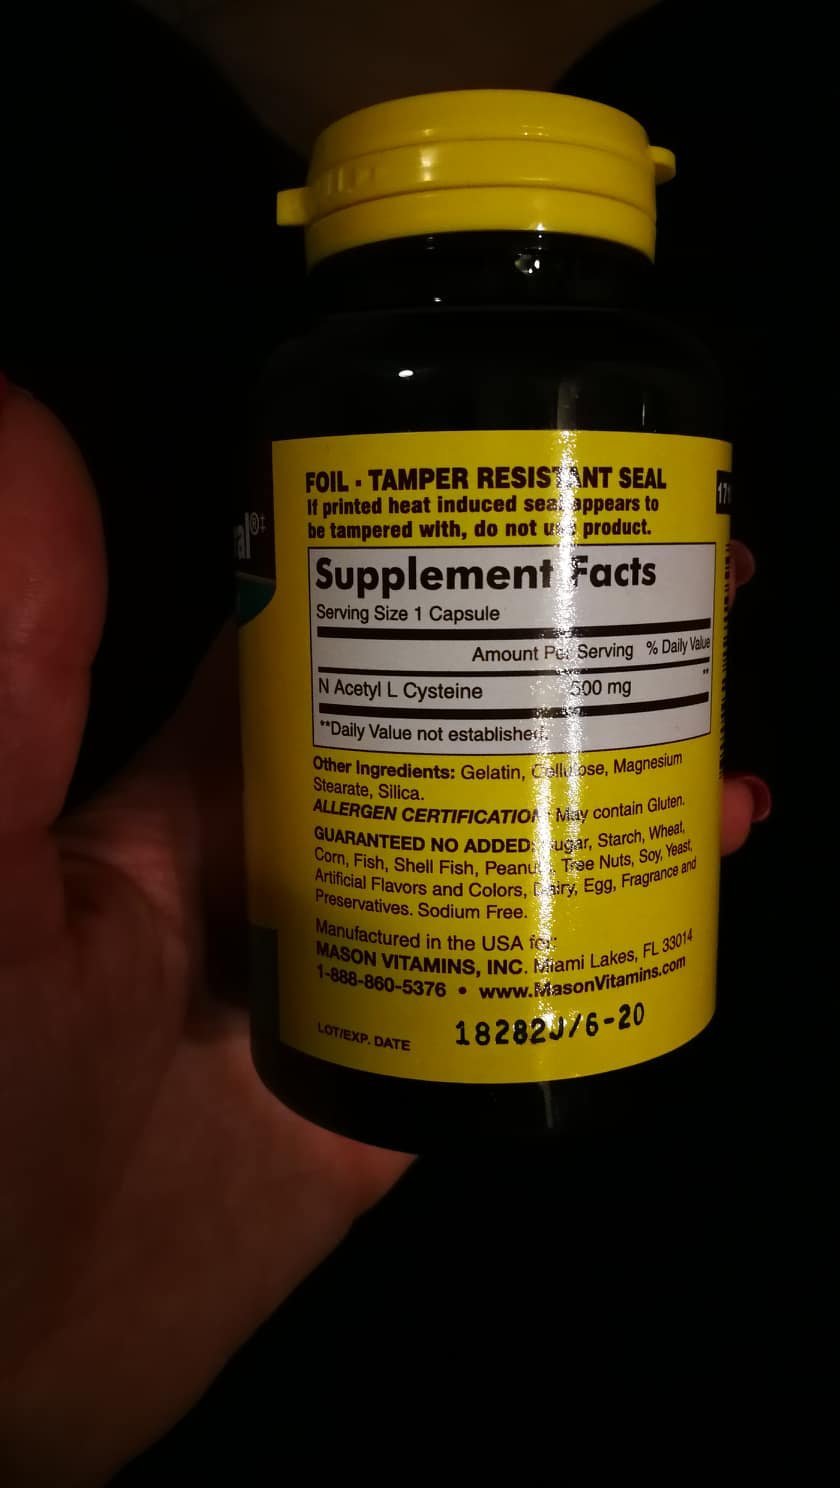 al®‡
FOIL • TAMPER RESISTANT SEAL
If printed heat induced seal appears to
be tampered with, do not use product.
Supplement Facts
Serving Size 1 Capsule
Amount Per Serving % Daily Value
N Acetyl L Cysteine 500 mg **
**Daily Value not established.
Other Ingredients: Gelatin, Cellulose, Magnesium
Stearate, Silica.
ALLERGEN CERTIFICATION: May contain Gluten.
GUARANTEED NO ADDED: Sugar, Starch, Wheat,
Corn, Fish, Shell Fish, Peanuts, Tree Nuts, Soy, Yeast,
Artificial Flavors and Colors, Dairy, Egg, Fragrance and
Preservatives. Sodium Free.
Manufactured in the USA for:
MASON VITAMINS, INC. Miami Lakes, FL 33014
1-888-860-5376 • www.MasonVitamins.com
LOT/EXP. DATE 18282J/6-20